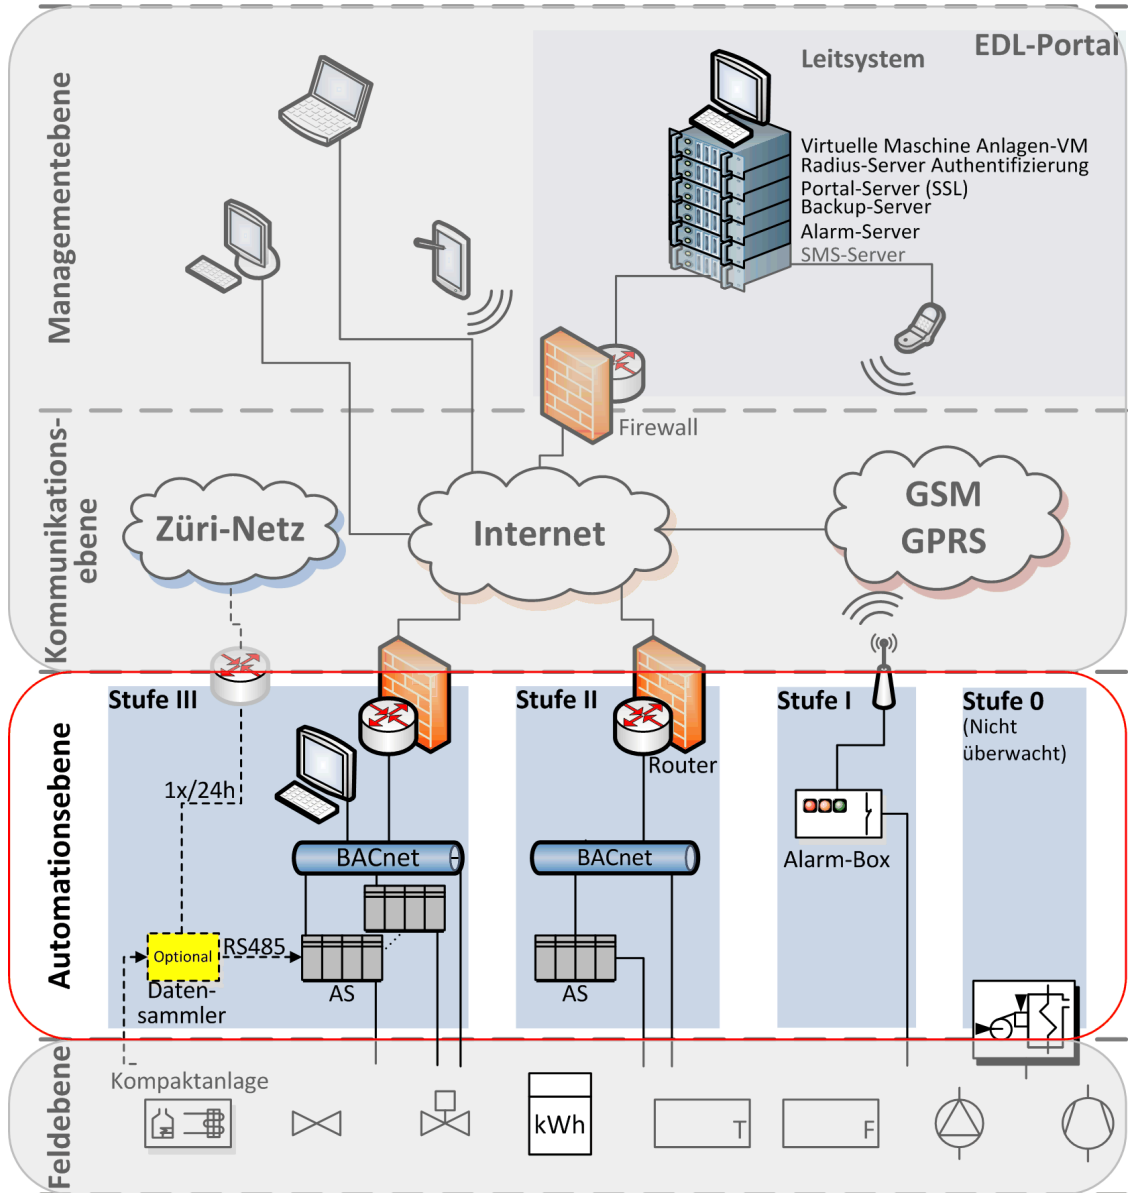 EDL-Portal
Leitsystem
Managementebene
Virtuelle Maschine Anlagen-VM
Radius-Server Authentifizierung
Portal-Server (SSL)
Backup-Server
Alarm-Server
SMS-Server
Firewall
Kommunikations-
ebene
Züri-Netz
Internet
GSM
GPRS
Automationsebene
Stufe III
Stufe II
Stufe I
Stufe 0
(Nicht
überwacht)
Router
1x/24h
BACnet
BACnet
Alarm-Box
Optional
RS485
Daten-
sammler
AS
AS
Feldebene
Kompaktanlage
kWh
T
F